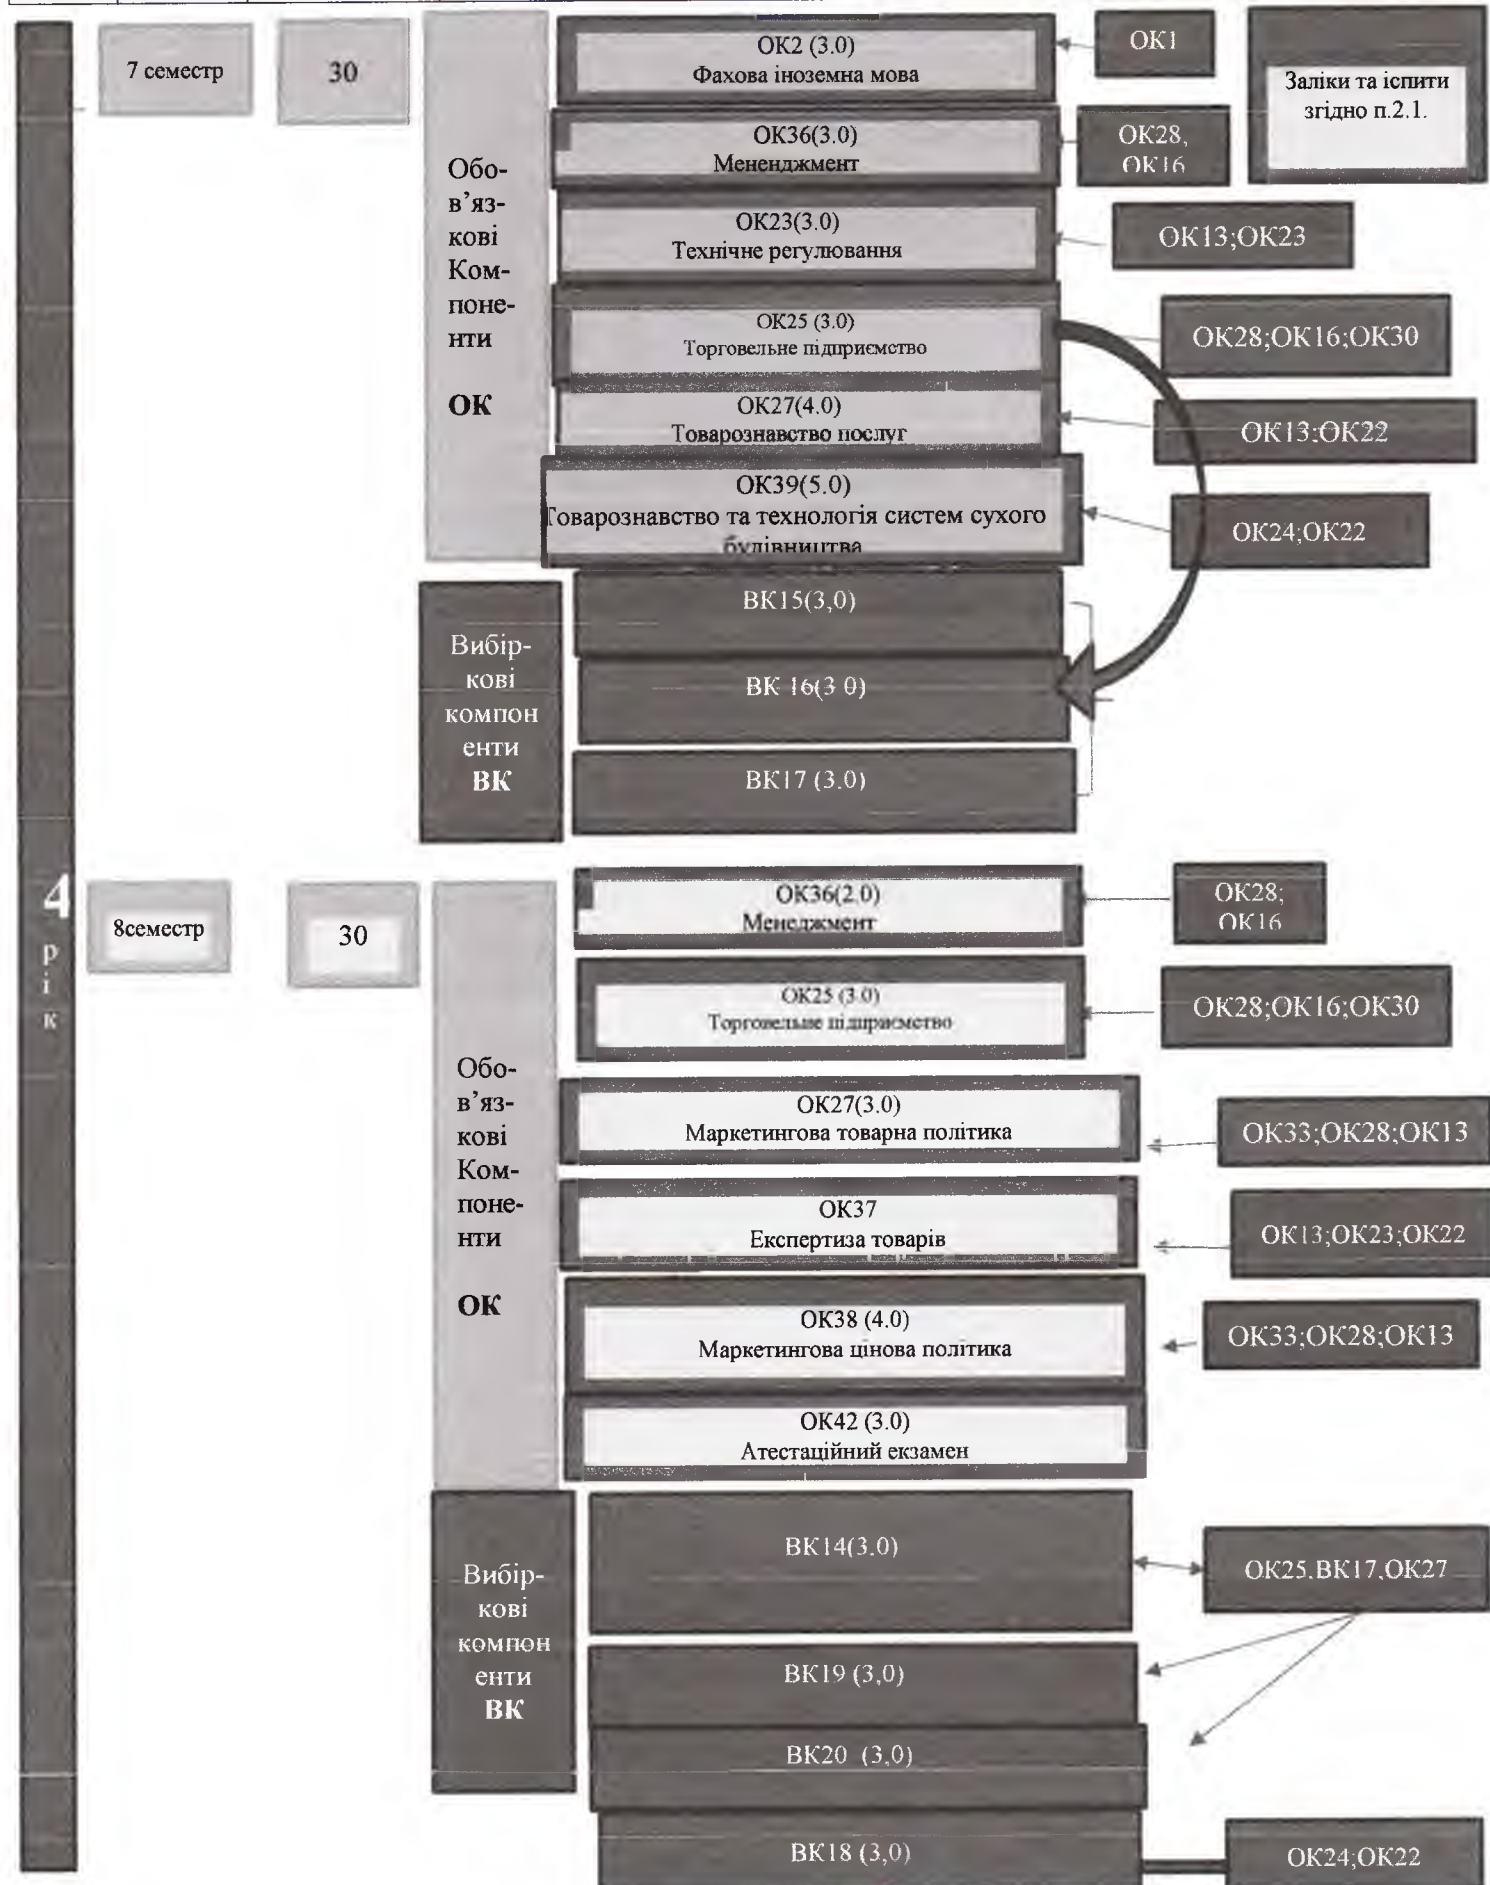 7 семестр
30
Обо-
в’яз-
кові
Ком-
поне-
нти
ОК
ОК2 (3.0)
Фахова іноземна мова
ОК1
Заліки та іспити
згідно п.2.1.
ОК36(3.0)
Мененджмент
ОК28,
ОК16
ОК23(3.0)
Технічне регулювання
ОК13;ОК23
ОК25 (3.0)
Торговельне підприємство
ОК28;ОК16;ОК30
ОК27(4.0)
Товарознавство послуг
ОК13:ОК22
ОК39(5.0)
Товарознавство та технологія систем сухого
будівництва
ОК24;ОК22
Вибір-
кові
компон
енти
ВК
ВК15(3,0)
ВК 16(3 0)
ВК17 (3.0)
4
р
і
к
8семестр
30
Обо-
в’яз-
кові
Ком-
поне-
нти
ОК
ОК36(2.0)
Менеджмент
ОК28;
ОК16
ОК25 (3.0)
Торговельне підприємство
ОК28;ОК16;ОК30
ОК27(3.0)
Маркетингова товарна політика
ОК33;ОК28;ОК13
ОК37
Експертиза товарів
ОК13;ОК23;ОК22
ОК38 (4.0)
Маркетингова цінова політика
ОК33;ОК28;ОК13
ОК42 (3.0)
Атестаційний екзамен
Вибір-
кові
компон
енти
ВК
ВК14(3.0)
ОК25.ВК17,ОК27
ВК19 (3,0)
ВК20 (3,0)
ВК18 (3,0)
ОК24;ОК22